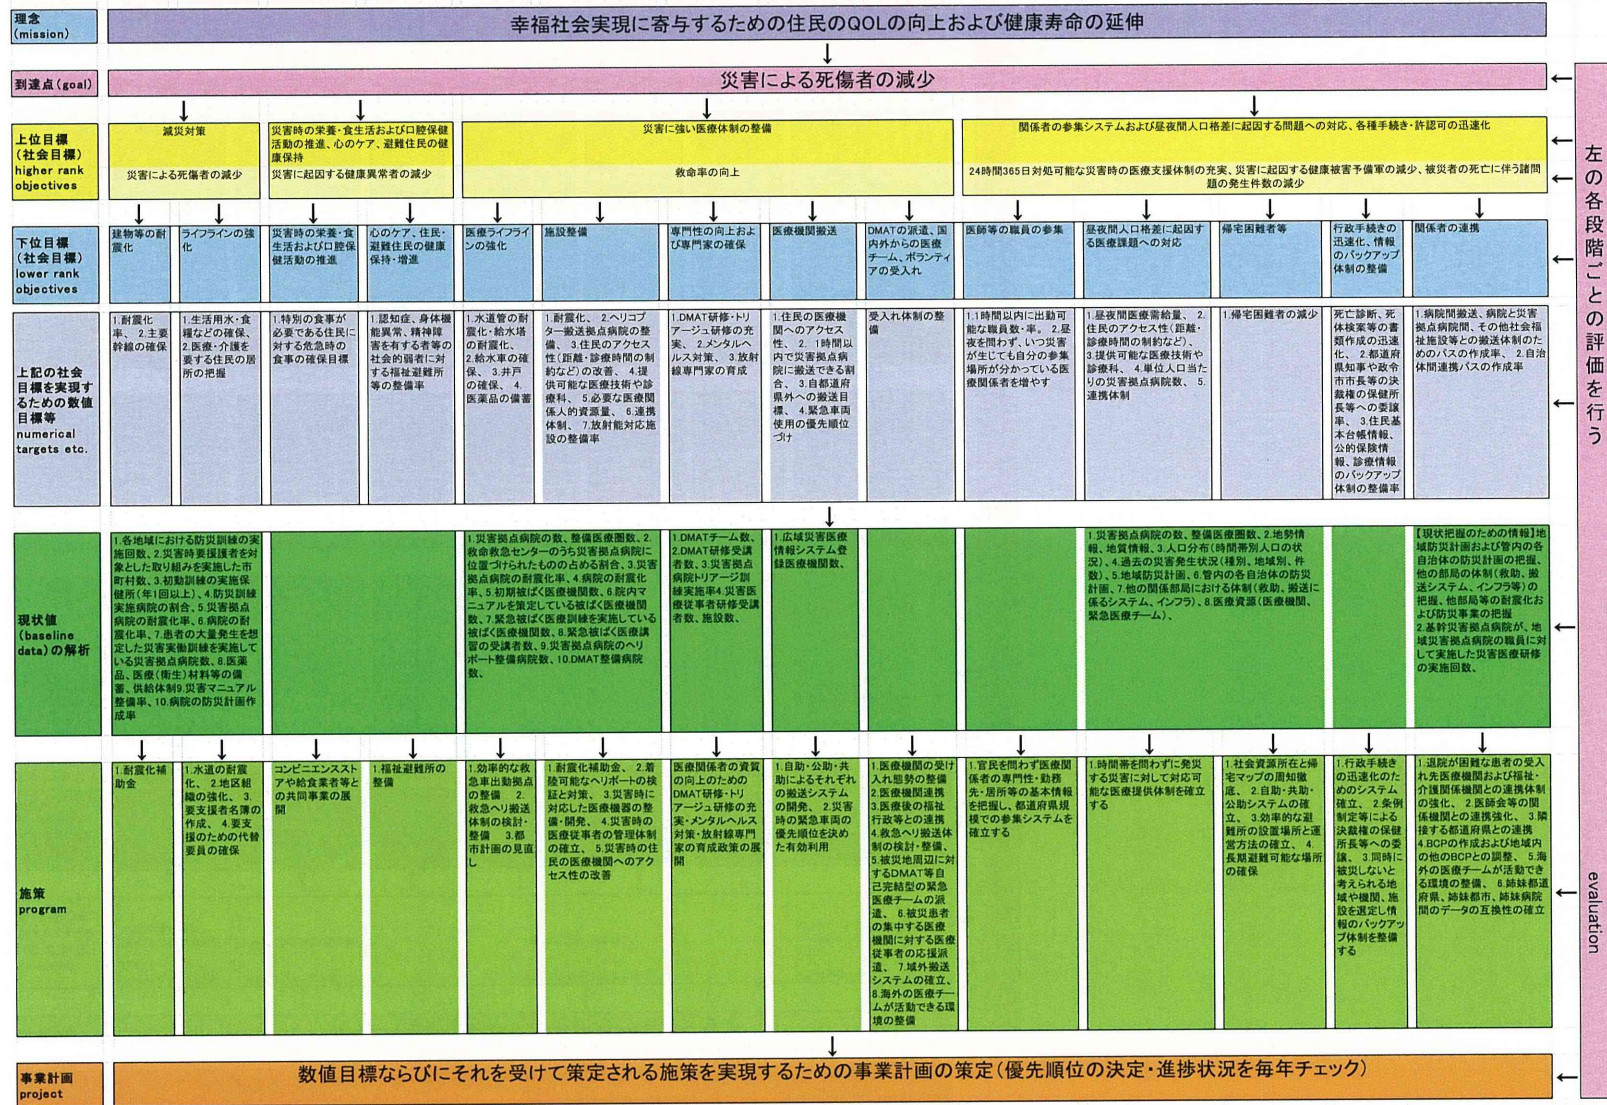 理念
(mission)
幸福社会実現に寄与するための住民のQOLの向上および健康寿命の延伸
到達点(goal)
災害による死傷者の減少
上位目標
(社会目標)
higher rank
objectives
減災対策
災害による死傷者の減少
災害時の栄養・食生活および口腔保健
活動の推進、心のケア、避難住民の健
康保持
災害に起因する健康異常者の減少
災害に強い医療体制の整備
救命率の向上
関係者の参集システムおよび昼夜間人口格差に起因する問題への対応、各種手続き・許認可の迅速化
24時間365日対処可能な災害時の医療支援体制の充実、災害に起因する健康被害予備軍の減少、被災者の死亡に伴う諸問
題の発生件数の減少
下位目標
(社会目標)
lower rank
objectives
建物等の耐
震化
ライフラインの強
化
災害時の栄養・食
生活および口腔保
健活動の推進
心のケア、住民・
避難住民の健康
保持・増進
医療ライフライ
ンの強化
施設整備
専門性の向上およ
び専門家の確保
医療機関搬送
DMATの派遣、国
内外からの医療
チーム、ボランティ
アの受入れ
医師等の職員の参集
昼夜間人口格差に起因す
る医療課題への対応
帰宅困難者等
行政手続きの
迅速化、情報
のバックアップ
体制の整備
関係者の連携
上記の社会
目標を実現す
るための数値
目標等
numerical
targets etc.
1.耐震化
率、 2.主要
幹線の確保
1.生活用水・食
糧などの確保、
2.医療・介護を
要する住民の居
所の把握
1.特別の食事が
必要である住民に
対する危急時の
食事の確保目標
1.認知症、身体機
能異常、精神障
害を有する者等の
社会的弱者に対
する福祉避難所
等の整備率
1.水道管の耐
震化・給水塔
の耐震化、
2.給水車の確
保、 3.井戸
の確保、 4.
医薬品の備蓄
1.耐震化、 2.ヘリコプ
ター搬送拠点病院の整
備、 3.住民のアクセス
性(距離・診療時間の制
約など)の改善、 4.提
供可能な医療技術や診
療科、 5.必要な医療関
係人的資源量、 6.連携
体制、 7.放射能対応施
設の整備率
1.DMAT研修・トリ
アージュ研修の充
実、 2.メンタルヘ
ルス対策、 3.放射
線専門家の育成
1.住民の医療機
関へのアクセス
性、 2. 1時間以
内で災害拠点病
院に搬送できる割
合、 3.自都道府
県外への搬送目
標、 4.緊急車両
使用の優先順位
づけ
受入れ体制の整
備
1.1時間以内に出動可
能な職員数・率。 2.昼
夜を問わず、いつ災害
が生じても自分の参集
場所が分かっている医
療関係者を増やす
1.昼夜間医療需給量、 2.
住民のアクセス性(距離・
診療時間の制約など)、
3.提供可能な医療技術や
診療科、 4.単位人口当
たりの災害拠点病院数、 5.
連携体制
1.帰宅困難者の減少
死亡診断、死
体検案等の書
類作成の迅速
化、 2.都道府
県知事や政令
市市長等の決
裁権の保健所
長等への委譲
率、 3.住民基
本台帳情報、
公的保険情
報、診療情報
のバックアップ
体制の整備率
1.病院間搬送、病院と災害
拠点病院間、その他社会福
祉施設等との搬送体制のた
めのパスの作成率、 2.自治
体間連携パスの作成率
現状値
(baseline
data)の解析
1.各地域における防災訓練の実
施回数、2.災害時要援護者を対
象とした取り組みを実施した市
町村数、3.初動訓練の実施保
健所(年1回以上)、4.防災訓練
実施病院の割合、5.災害拠点
病院の耐震化率、6.病院の耐
震化率、7.患者の大量発生を想
定した災害実働訓練を実施して
いる災害拠点病院数、8.医薬
品、医療(衛生)材料等の備
蓄、供給体制9.災害マニュアル
整備率、10.病院の防災計画作
成率
1.災害拠点病院の数、整備医療圏数、2.
救命救急センターのうち災害拠点病院に
位置づけられたものの占める割合、3.災害
拠点病院の耐震化率、4.病院の耐震化
率、5.初期被ばく医療機関数、6.院内
マニュアルを策定している被ばく医療機関
数、7.緊急被ばく医療訓練を実施している
被ばく医療機関数、8.緊急被ばく医療講
習の受講者数、9.災害拠点病院のヘリ
ポート整備病院数、10.DMAT整備病院
数、
1.DMATチーム数、
2.DMAT研修受講
者数、3.災害拠点
病院トリアージ訓
練実施率4.災害医
療従事者研修受講
者数、施設数、
1.広域災害医療
情報システム登
録医療機関数、
1.災害拠点病院の数、整備医療圏数、2.地勢情
報、地質情報、3.人口分布(時間帯別人口の状
況)、4.過去の災害発生状況(種別、地域別、件
数)、5.地域防災計画、6.管内の各自治体の防災
計画、7.他の関係部局における体制(救助、搬送に
係るシステム、インフラ)、8.医療資源(医療機関、
緊急医療チーム)、
【現状把握のための情報】地
域防災計画および管内の各
自治体の防災計画の把握、
他の部局の体制(救助、搬
送システム、インフラ等)の
把握、他部局等の耐震化お
よび防災事業の把握
2.基幹災害拠点病院が、地
域災害拠点病院の職員に対
して実施した災害医療研修
の実施回数、
施策
program
1.耐震化補
助金
1.水道の耐震
化、 2.地区組
織の強化、 3.
要支援者名簿の
作成、 4.要支
援のための代替
要員の確保
コンビニエンススト
アや給食業者等と
の共同事業の展
開
1.福祉避難所の
整備
1.効率的な救
急車出動拠点
の整備 2.
救急ヘリ搬送
体制の検討・
整備 3.都
市計画の見直
し
1.耐震化補助金、 2.着
陸可能なヘリポートの検
証と対策、 3.災害時に
対応した医療機器の整
備・開発、 4.災害時の
医療従事者の管理体制
の確立、 5.災害時の住
民の医療機関へのアク
セス性の改善
医療関係者の資質
の向上のための
DMAT研修・トリ
アージュ研修の充
実・メンタルヘルス
対策・放射線専門
家の育成政策の展
開
1.自助・公助・共
助によるそれぞれ
の搬送システム
の開発、 2.災害
時の緊急車両の
優先順位を決め
た有効利用
1.医療機関の受け
入れ態勢の整備
2.医療機関連携
3.医療後の福祉
行政等との連携
4.救急ヘリ搬送体
制の検討・整備、
5.被災地周辺に対
するDMAT等自
己完結型の緊急
医療チームの派
遣、 6.被災患者
の集中する医療
機関に対する医療
従事者の応援派
遣、 7.域外搬送
システムの確立、
8.海外の医療チー
ムが活動できる環
境の整備
1.官民を問わず医療関
係者の専門性・勤務
先・居所等の基本情報
を把握し、都道府県規
模での参集システムを
確立する
1.時間帯を問わずに発災
する災害に対して対応可
能な医療提供体制を確立
する
1.社会資源所在と帰
宅マップの周知徹
底、 2.自助・共助・
公助システムの確
立、 3.効率的な避
難所の設置場所と運
営方法の確立、 4.
長期避難可能な場所
の確保
1.行政手続き
の迅速化のた
めのシステム
確立、 2.条例
制定等による
決裁権の保健
所長等への委
譲、 3.同時に
被災しないと
考えられる地
域や機関、施
設を選定し情
報のバックアッ
プ体制を整備
する
1.退院が困難な患者の受入
れ先医療機関および福祉・
介護関係機関との連携体制
の強化、 2.医師会等の関
係機関との連携強化、 3.隣
接する都道府県との連携
4.BCPの作成および地域内
の他のBCPとの調整、 5.海
外の医療チームが活動でき
る環境の整備、 6.姉妹都道
府県、姉妹都市、姉妹病院
間のデータの互換性の確立
事業計画
project
数値目標ならびにそれを受けて策定される施策を実現するための事業計画の策定(優先順位の決定・進捗状況を毎年チェック)
左の各段階ごとの評価を行う
evaluation